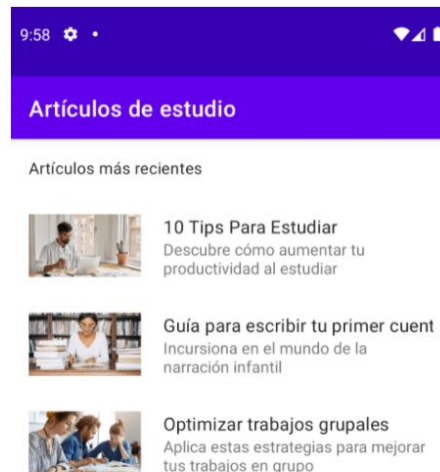 9:58
Artículos de estudio
Artículos más recientes
10 Tips Para Estudiar
Descubre cómo aumentar tu
productividad al estudiar
Guía para escribir tu primer cuent
Incursiona en el mundo de la
narración infantil
Optimizar trabajos grupales
Aplica estas estrategias para mejorar
tus trabajos en grupo